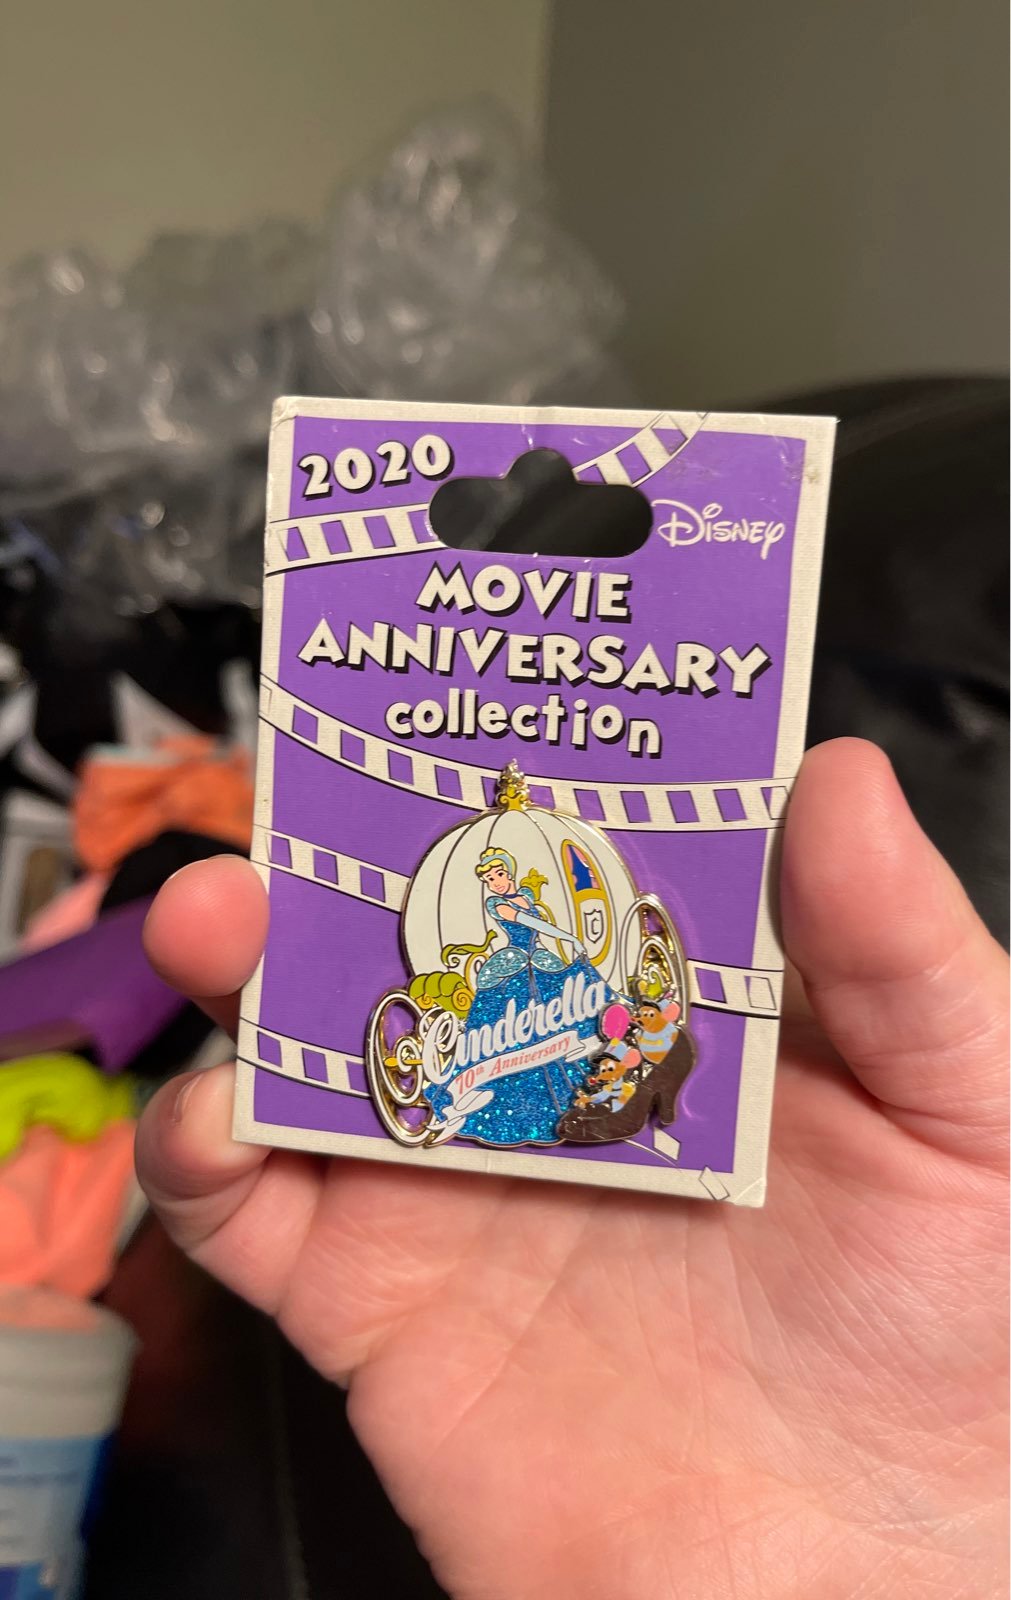 2020
Disney
MOVIE
ANNIVERSARY
collection
C
Cinderella
70th Anniversary